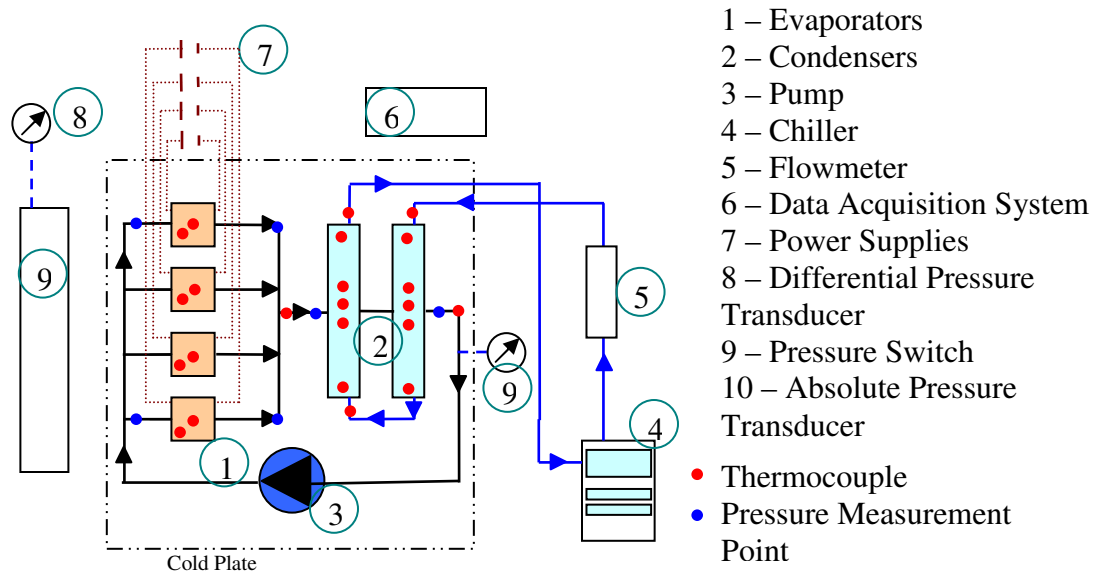 7
8
6
9
5
2
9
4
1
3
Cold Plate
1 – Evaporators
2 – Condensers
3 – Pump
4 – Chiller
5 – Flowmeter
6 – Data Acquisition System
7 – Power Supplies
8 – Differential Pressure
Transducer
9 – Pressure Switch
10 – Absolute Pressure
Transducer
Thermocouple
Pressure Measurement
Point